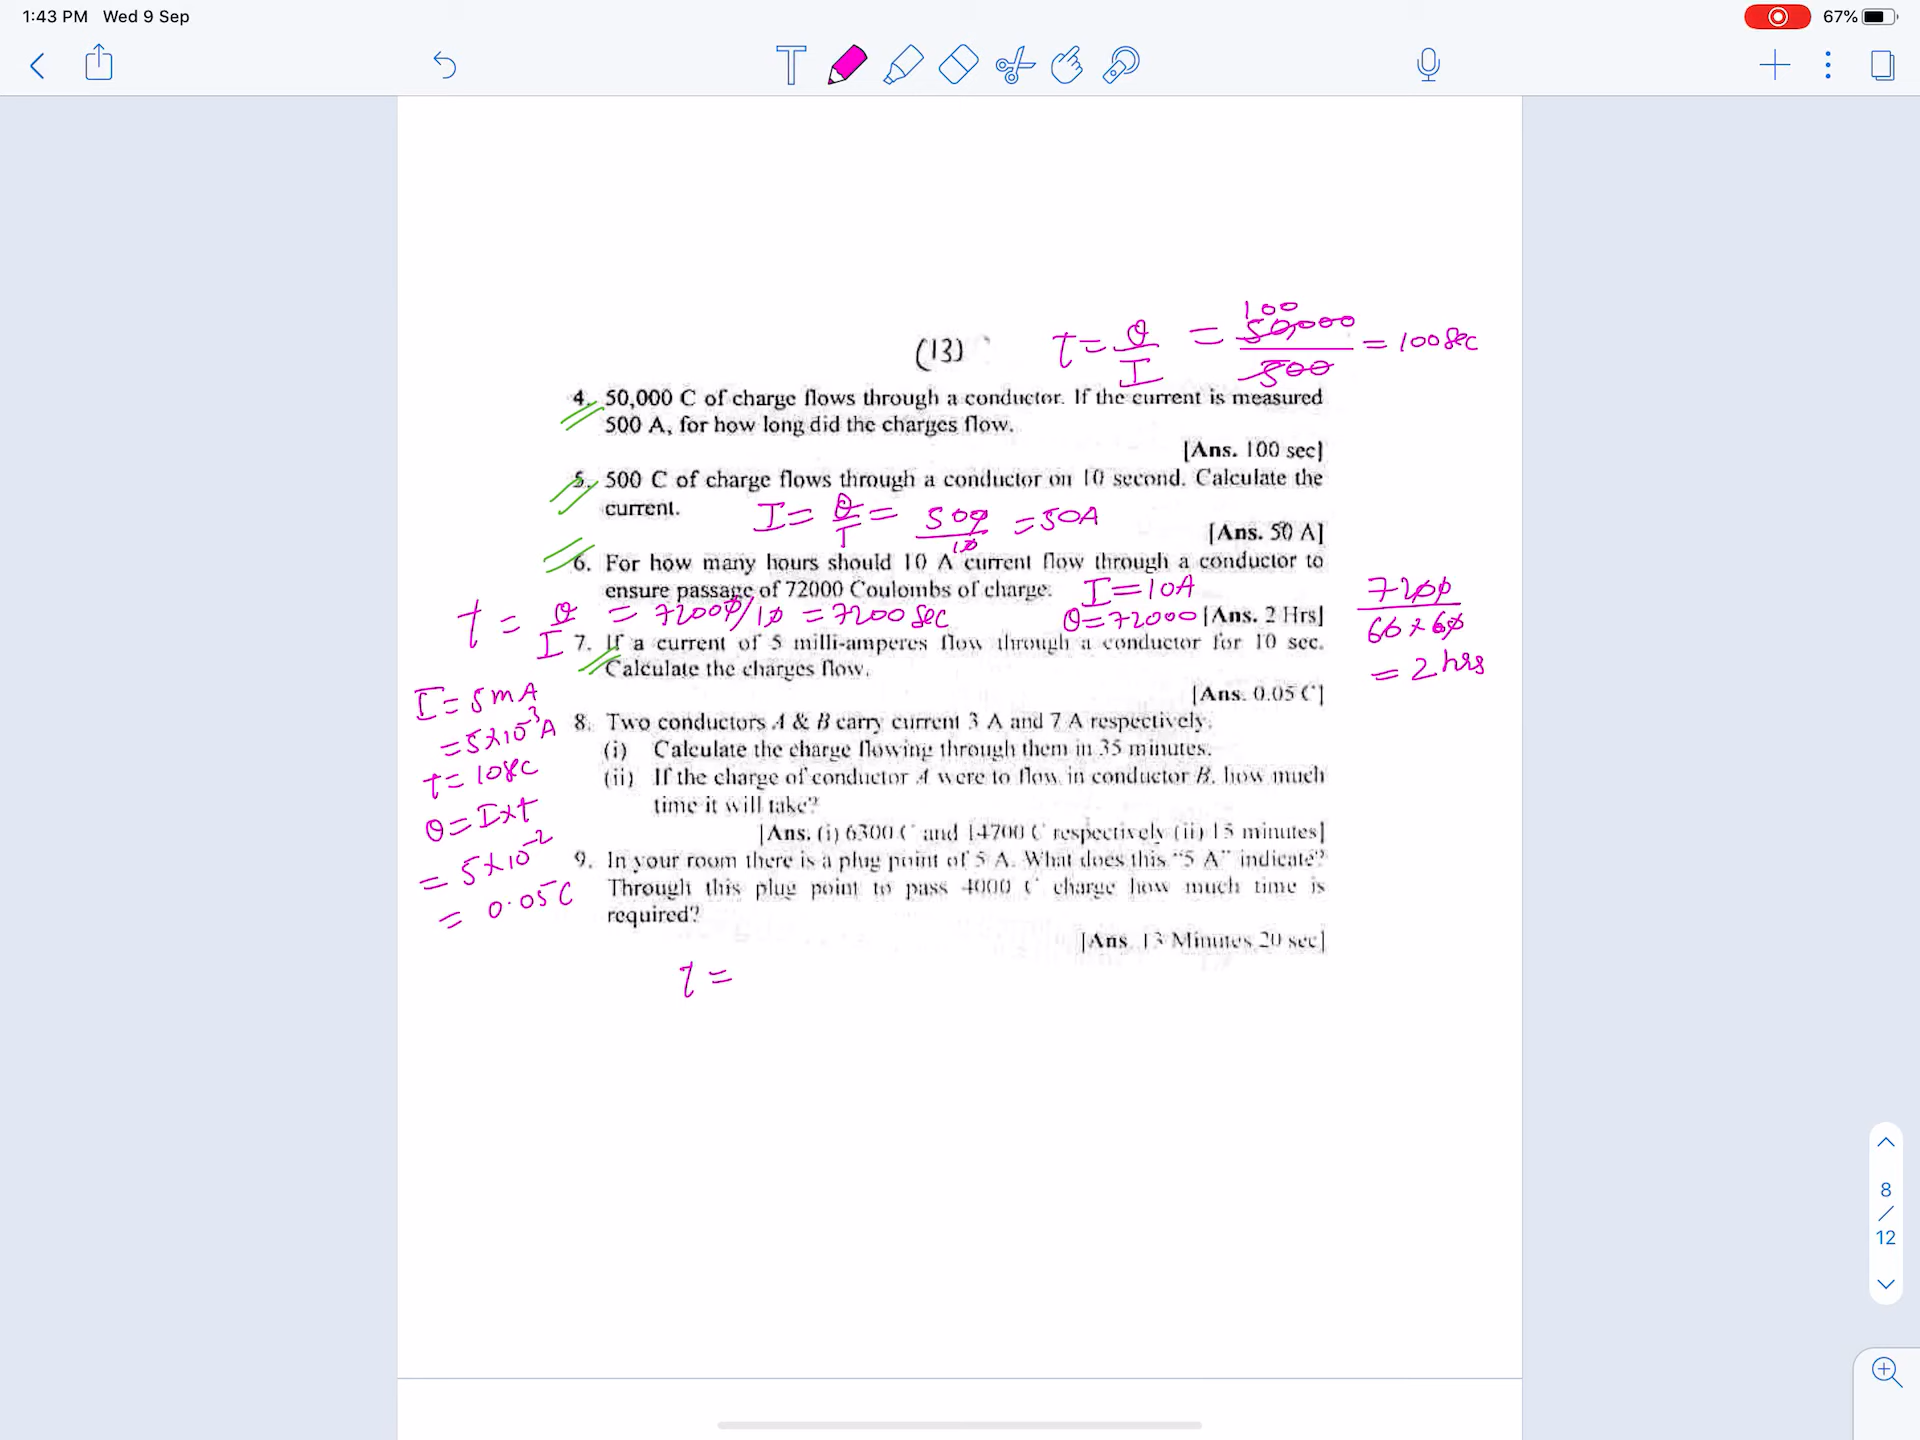 1:43 PM Wed 9 Sep
67%
T
100
(13) t = Q/I = 50,000/500 = 100 sec
4. 50,000 C of charge flows through a conductor. If the current is measured
500 A, for how long did the charges flow.
[Ans. 100 sec]
5. 500 C of charge flows through a conductor on 10 second. Calculate the
current. I = Q/T = 500/10 = 50A
[Ans. 50 A]
6. For how many hours should 10 A current flow through a conductor to
ensure passage of 72000 Coulombs of charge. I = 10A
t = Q/I = 72000/10 = 7200 sec Q = 72000 [Ans. 2 Hrs]
7200/60 × 60
= 2 hrs
7. If a current of 5 milli-amperes flow through a conductor for 10 sec.
Calculate the charges flow.
[Ans. 0.05 C]
I = 5mA
= 5×10⁻³A
t = 10sec
Q = I×t
= 5×10⁻²
= 0.05C
8. Two conductors A & B carry current 3 A and 7 A respectively.
(i) Calculate the charge flowing through them in 35 minutes.
(ii) If the charge of conductor A were to flow in conductor B. how much
time it will take?
[Ans. (i) 6300 C and 14700 C respectively (ii) 15 minutes]
9. In your room there is a plug point of 5 A. What does this "5 A" indicate?
Through this plug point to pass 4000 C charge how much time is
required?
[Ans. 13 Minutes 20 sec]
t =
8
/
12